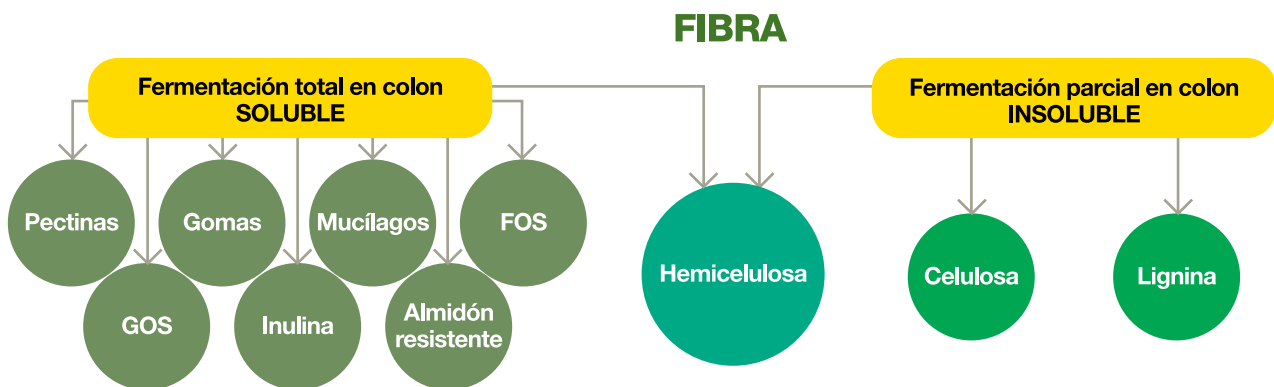 FIBRA
Fermentación total en colon
SOLUBLE
Fermentación parcial en colon
INSOLUBLE
Pectinas
Gomas
Mucílagos
FOS
GOS
Inulina
Almidón
resistente
Hemicelulosa
Celulosa
Lignina